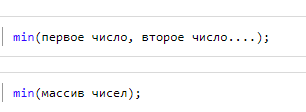 min(первое число, второе число....);
min(массив чисел);